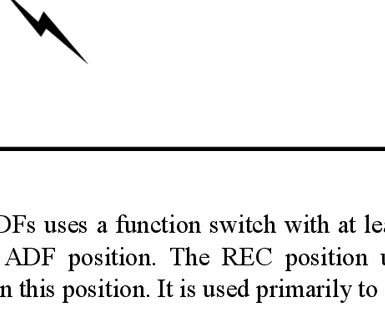 DFs uses a function switch with at lea
ADF position. The REC position u
n this position. It is used primarily to